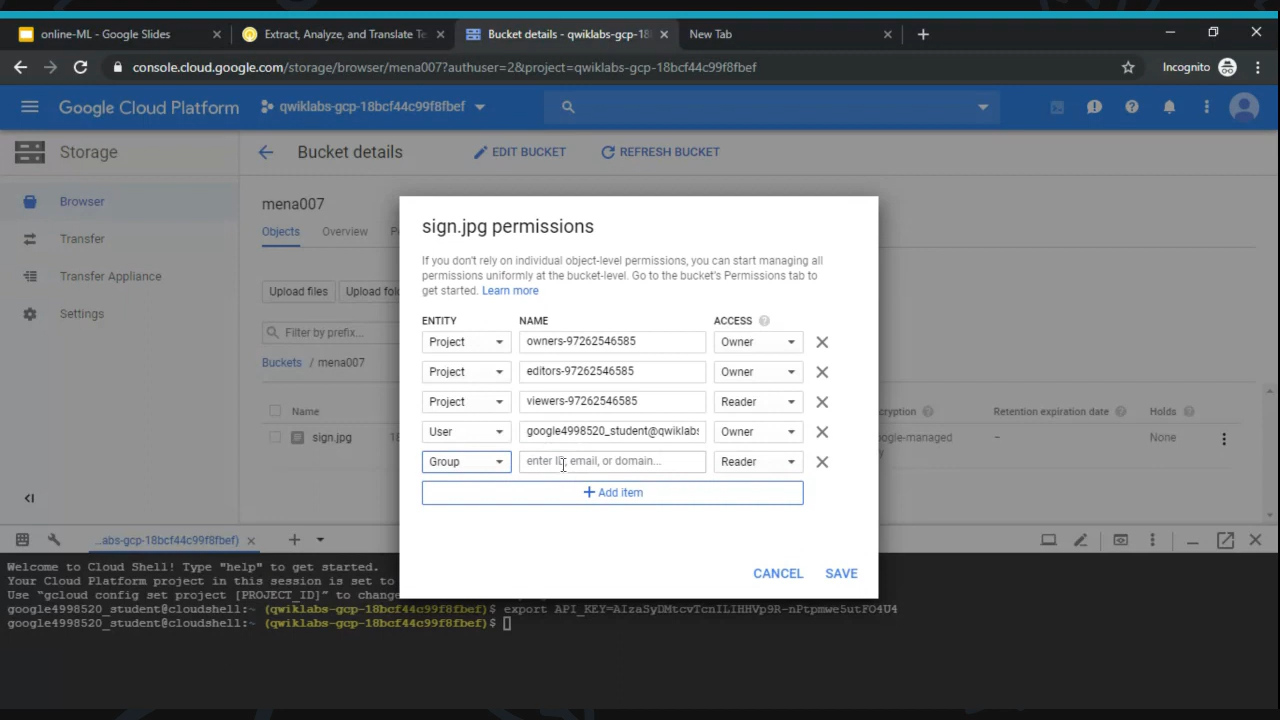 online-ML - Google Slides
Extract, Analyze, and Translate Te
Bucket details - qwiklabs-gcp-18
New Tab
console.cloud.google.com/storage/browser/mena007?authuser=2&project=qwiklabs-gcp-18bcf44c99f8fbef
Incognito
Google Cloud Platform
qwiklabs-gcp-18bcf44c99f8fbef
Storage
Bucket details
EDIT BUCKET
REFRESH BUCKET
Browser
Transfer
Transfer Appliance
Settings
mena007
Objects
Overview
Upload files
Upload fol
Filter by prefix...
Buckets / mena007
Name
sign.jpg
18
cryption
Retention expiration date
Holds
ogle-managed
–
None
y
sign.jpg permissions
If you don't rely on individual object-level permissions, you can start managing all
permissions uniformly at the bucket-level. Go to the bucket's Permissions tab to
get started. Learn more
ENTITY NAME ACCESS
Project owners-97262546585 Owner
Project editors-97262546585 Owner
Project viewers-97262546585 Reader
User google4998520_student@qwiklabs Owner
Group enter ID, email, or domain... Reader
Add item
CANCEL SAVE
...abs-gcp-18bcf44c99f8fbef)
Welcome to Cloud Shell! Type "help" to get started.
Your Cloud Platform project in this session is set to
Use “gcloud config set project [PROJECT_ID]” to chang
google4998520_student@cloudshell:~ (qwiklabs-gcp-18bcf44c99f8fbef)$ export API_KEY=AIzaSyDMtcvTcnILIHHVp9R-nPtpmwe5utFO4U4
google4998520_student@cloudshell:~ (qwiklabs-gcp-18bcf44c99f8fbef)$